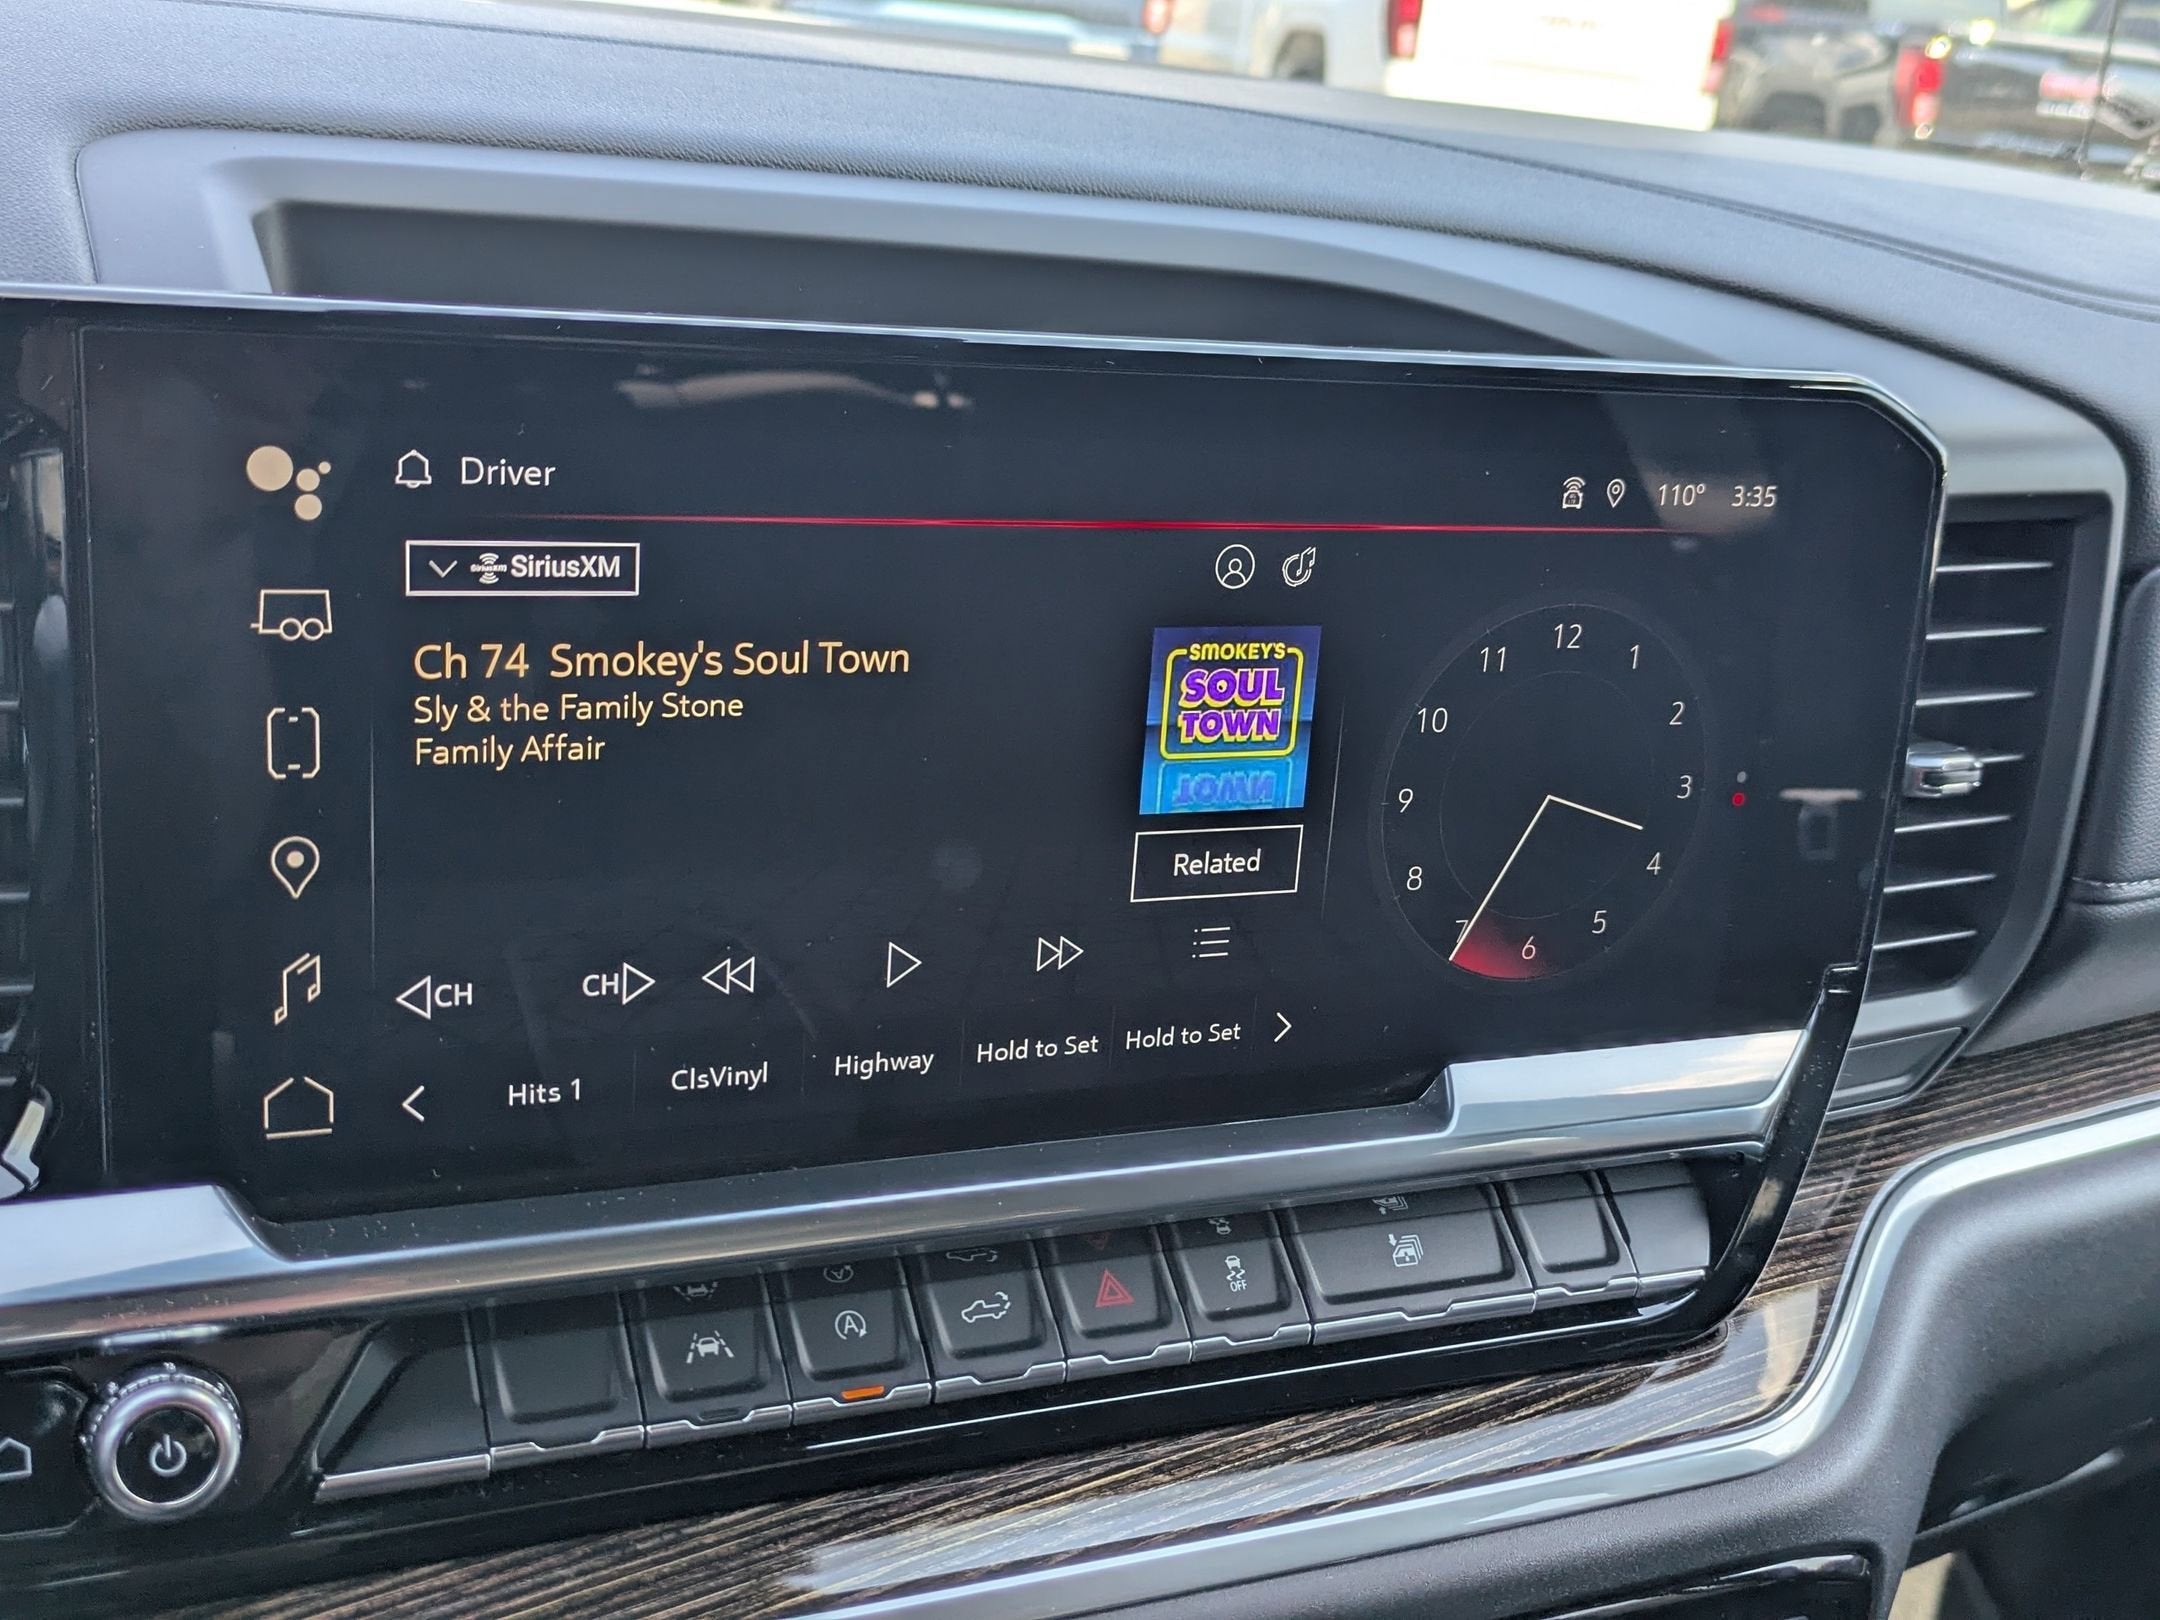 Driver
110° 3:35
SiriusXM
Ch 74 Smokey's Soul Town
Sly & the Family Stone
Family Affair
SMOKEY'S
SOUL
TOWN
TOWN
Related
12
1
2
3
4
5
6
7
8
9
10
11
CH
CH
Hits 1
ClsVinyl
Highway
Hold to Set
Hold to Set
A
OFF